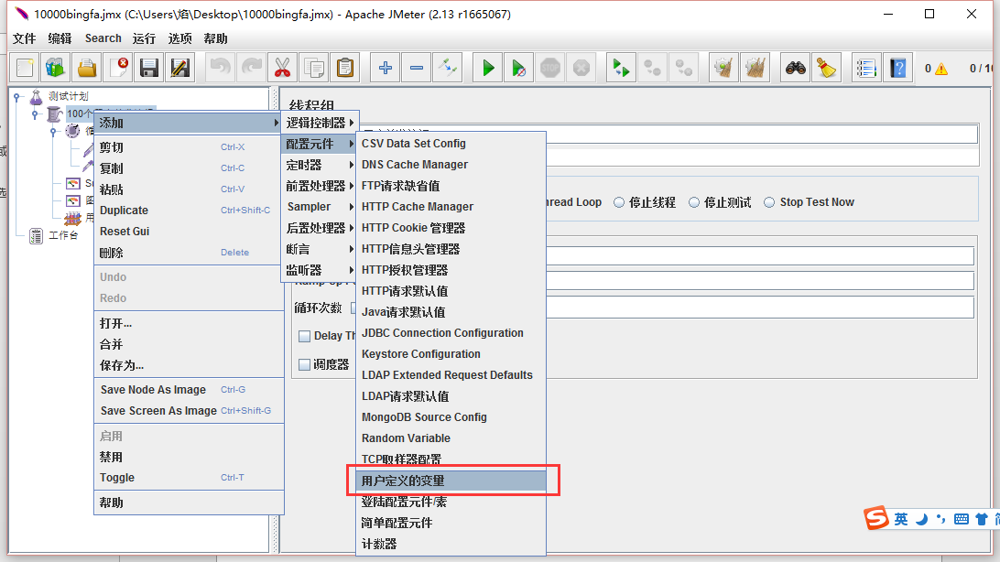 10000bingfa.jmx (C:\Users\焰\Desktop\10000bingfa.jmx) - Apache JMeter (2.13 r1665067)
文件 编辑 Search 运行 选项 帮助
STOP
0
测试计划
工作台
线程组
添加
剪切 Ctrl-X
复制 Ctrl-C
粘贴 Ctrl-V
Duplicate Ctrl+Shift-C
Reset Gui
删除 Delete
Undo
Redo
打开...
合并
保存为...
Save Node As Image Ctrl-G
Save Screen As Image Ctrl+Shift-G
启用
禁用
Toggle Ctrl-T
帮助
逻辑控制器
配置元件
定时器
前置处理器
Sampler
后置处理器
断言
监听器
CSV Data Set Config
DNS Cache Manager
FTP请求缺省值
HTTP Cache Manager
HTTP Cookie 管理器
HTTP信息头管理器
HTTP授权管理器
HTTP请求默认值
Java请求默认值
JDBC Connection Configuration
Keystore Configuration
LDAP Extended Request Defaults
LDAP请求默认值
MongoDB Source Config
Random Variable
TCP取样器配置
用户定义的变量
登陆配置元件/素
简单配置元件
计数器
Loop 停止线程 停止测试 Stop Test Now
循环次数
Delay
调度器
英